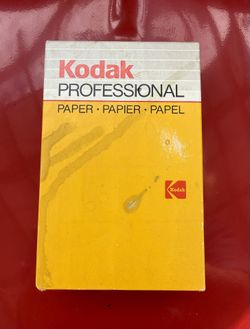 Kodak
PROFESSIONAL
PAPER · PAPIER · PAPEL
Kodak